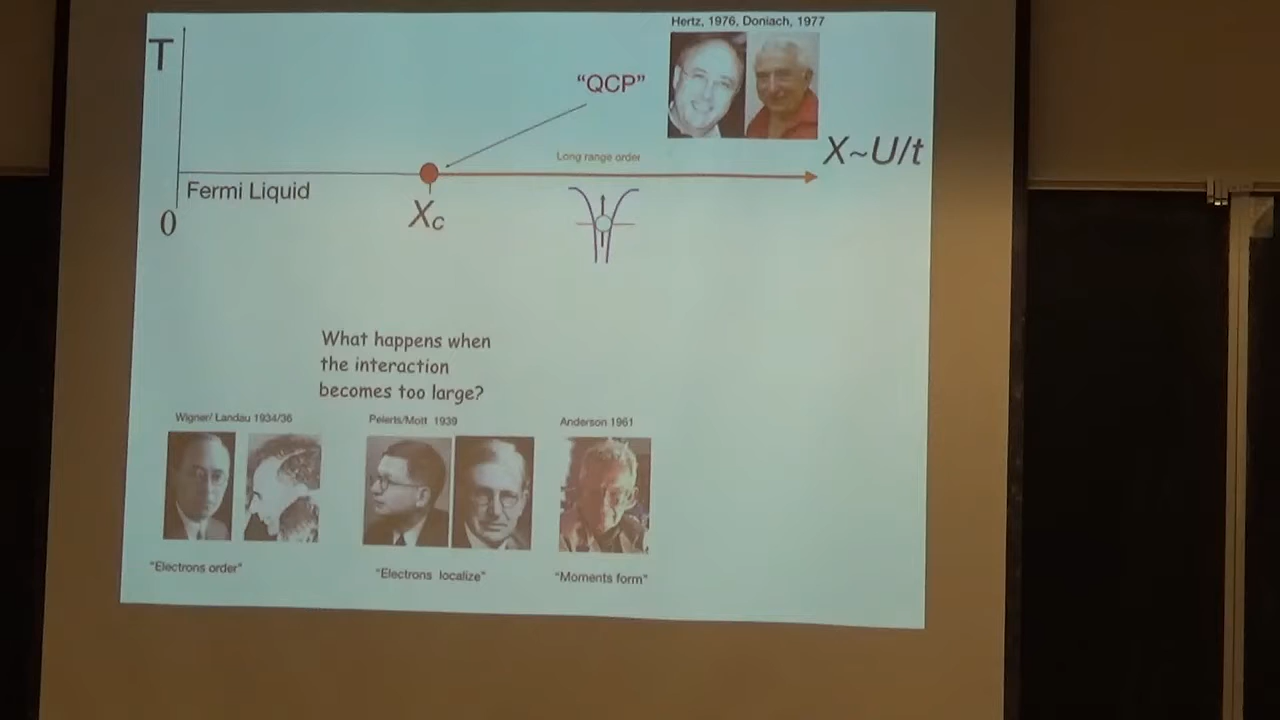 Hertz, 1976, Doniach, 1977
T
“QCP”
Long range order
X~U/t
Fermi Liquid
0
Xc
What happens when
the interaction
becomes too large?
Wigner/ Landau 1934/36
Peierls/Mott 1939
Anderson 1961
“Electrons order”
“Electrons localize”
“Moments form”